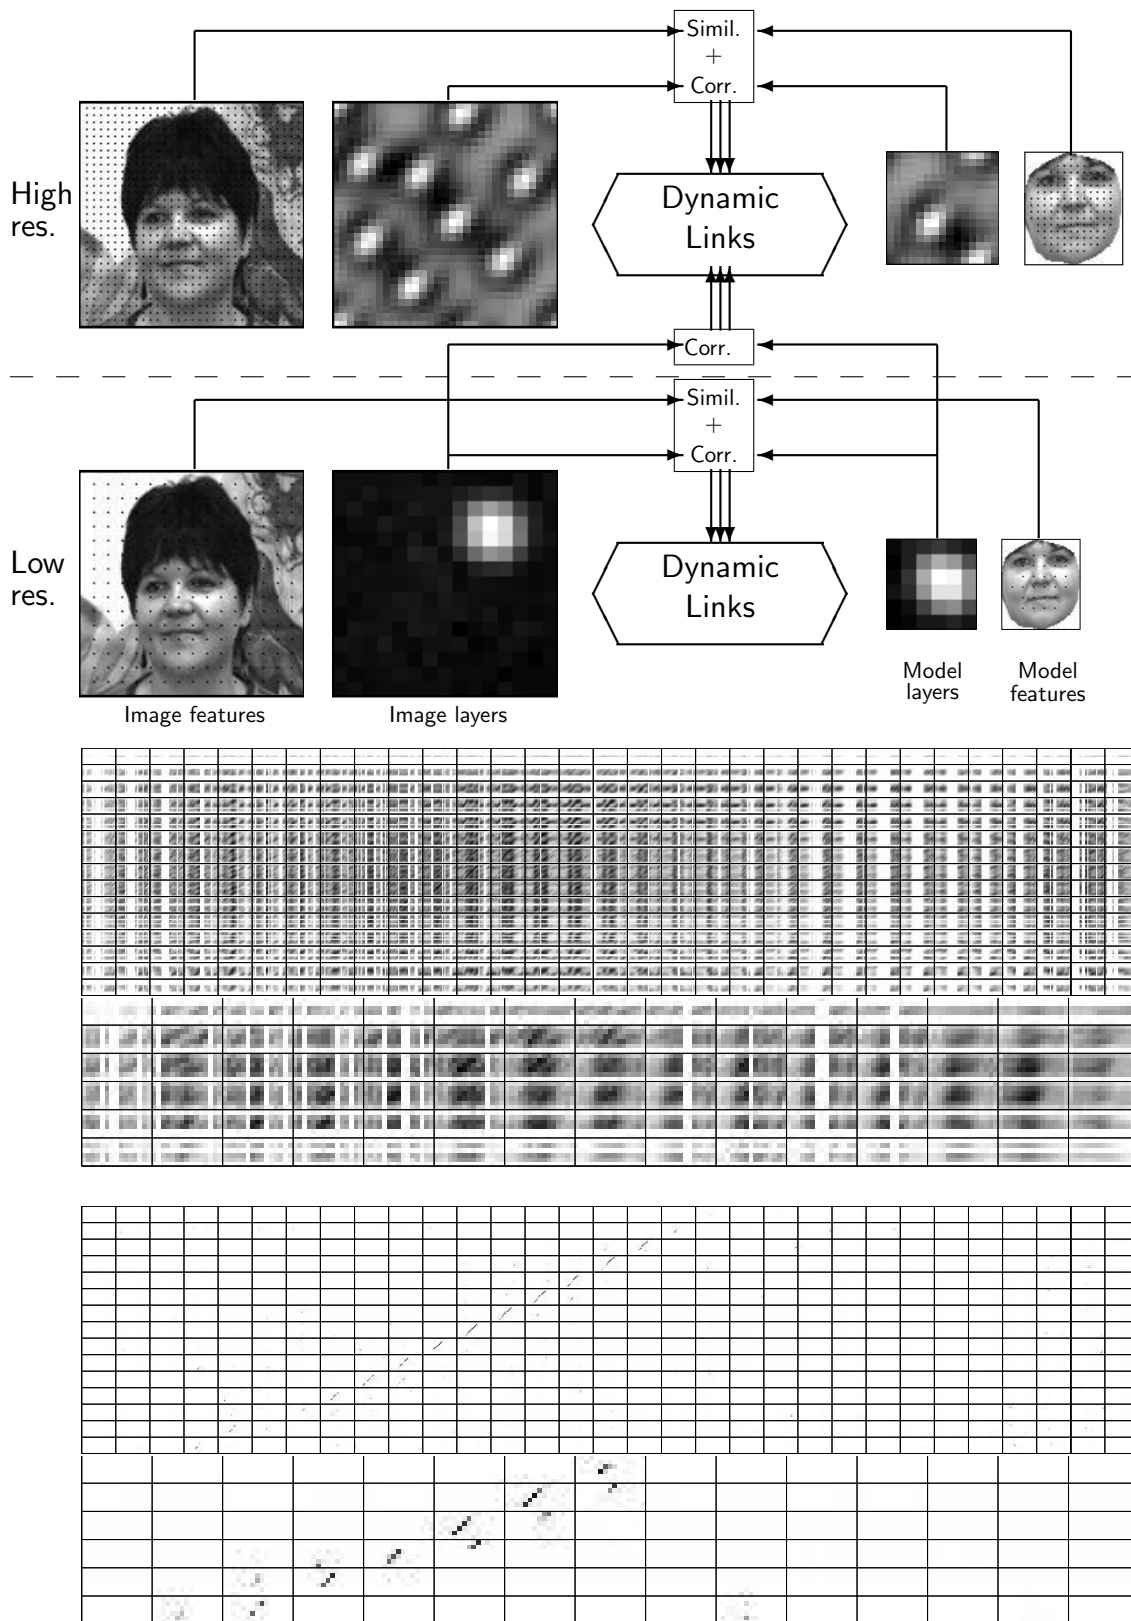 Simil.
+
Corr.
High
res.
Dynamic
Links
Corr.
Simil.
+
Corr.
Low
res.
Dynamic
Links
Model
layers
Model
features
Image features
Image layers